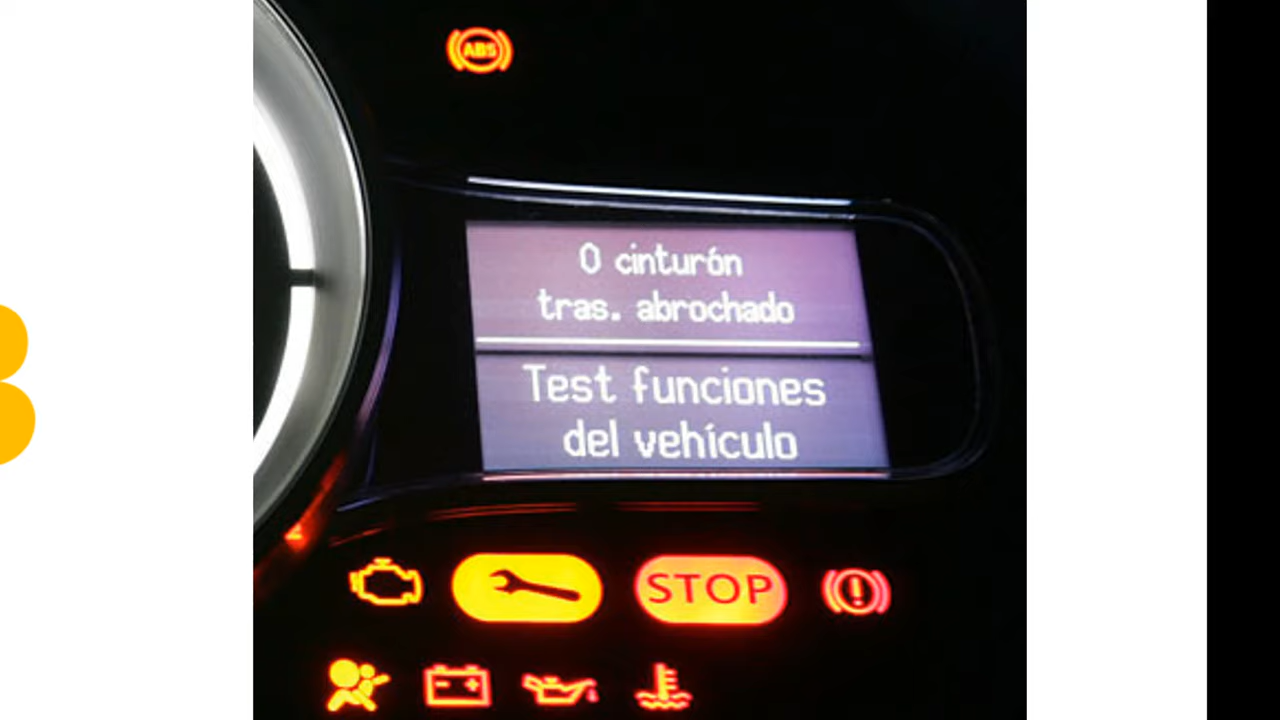 ABS
0 cinturón
tras. abrochado
Test funciones
del vehículo
STOP